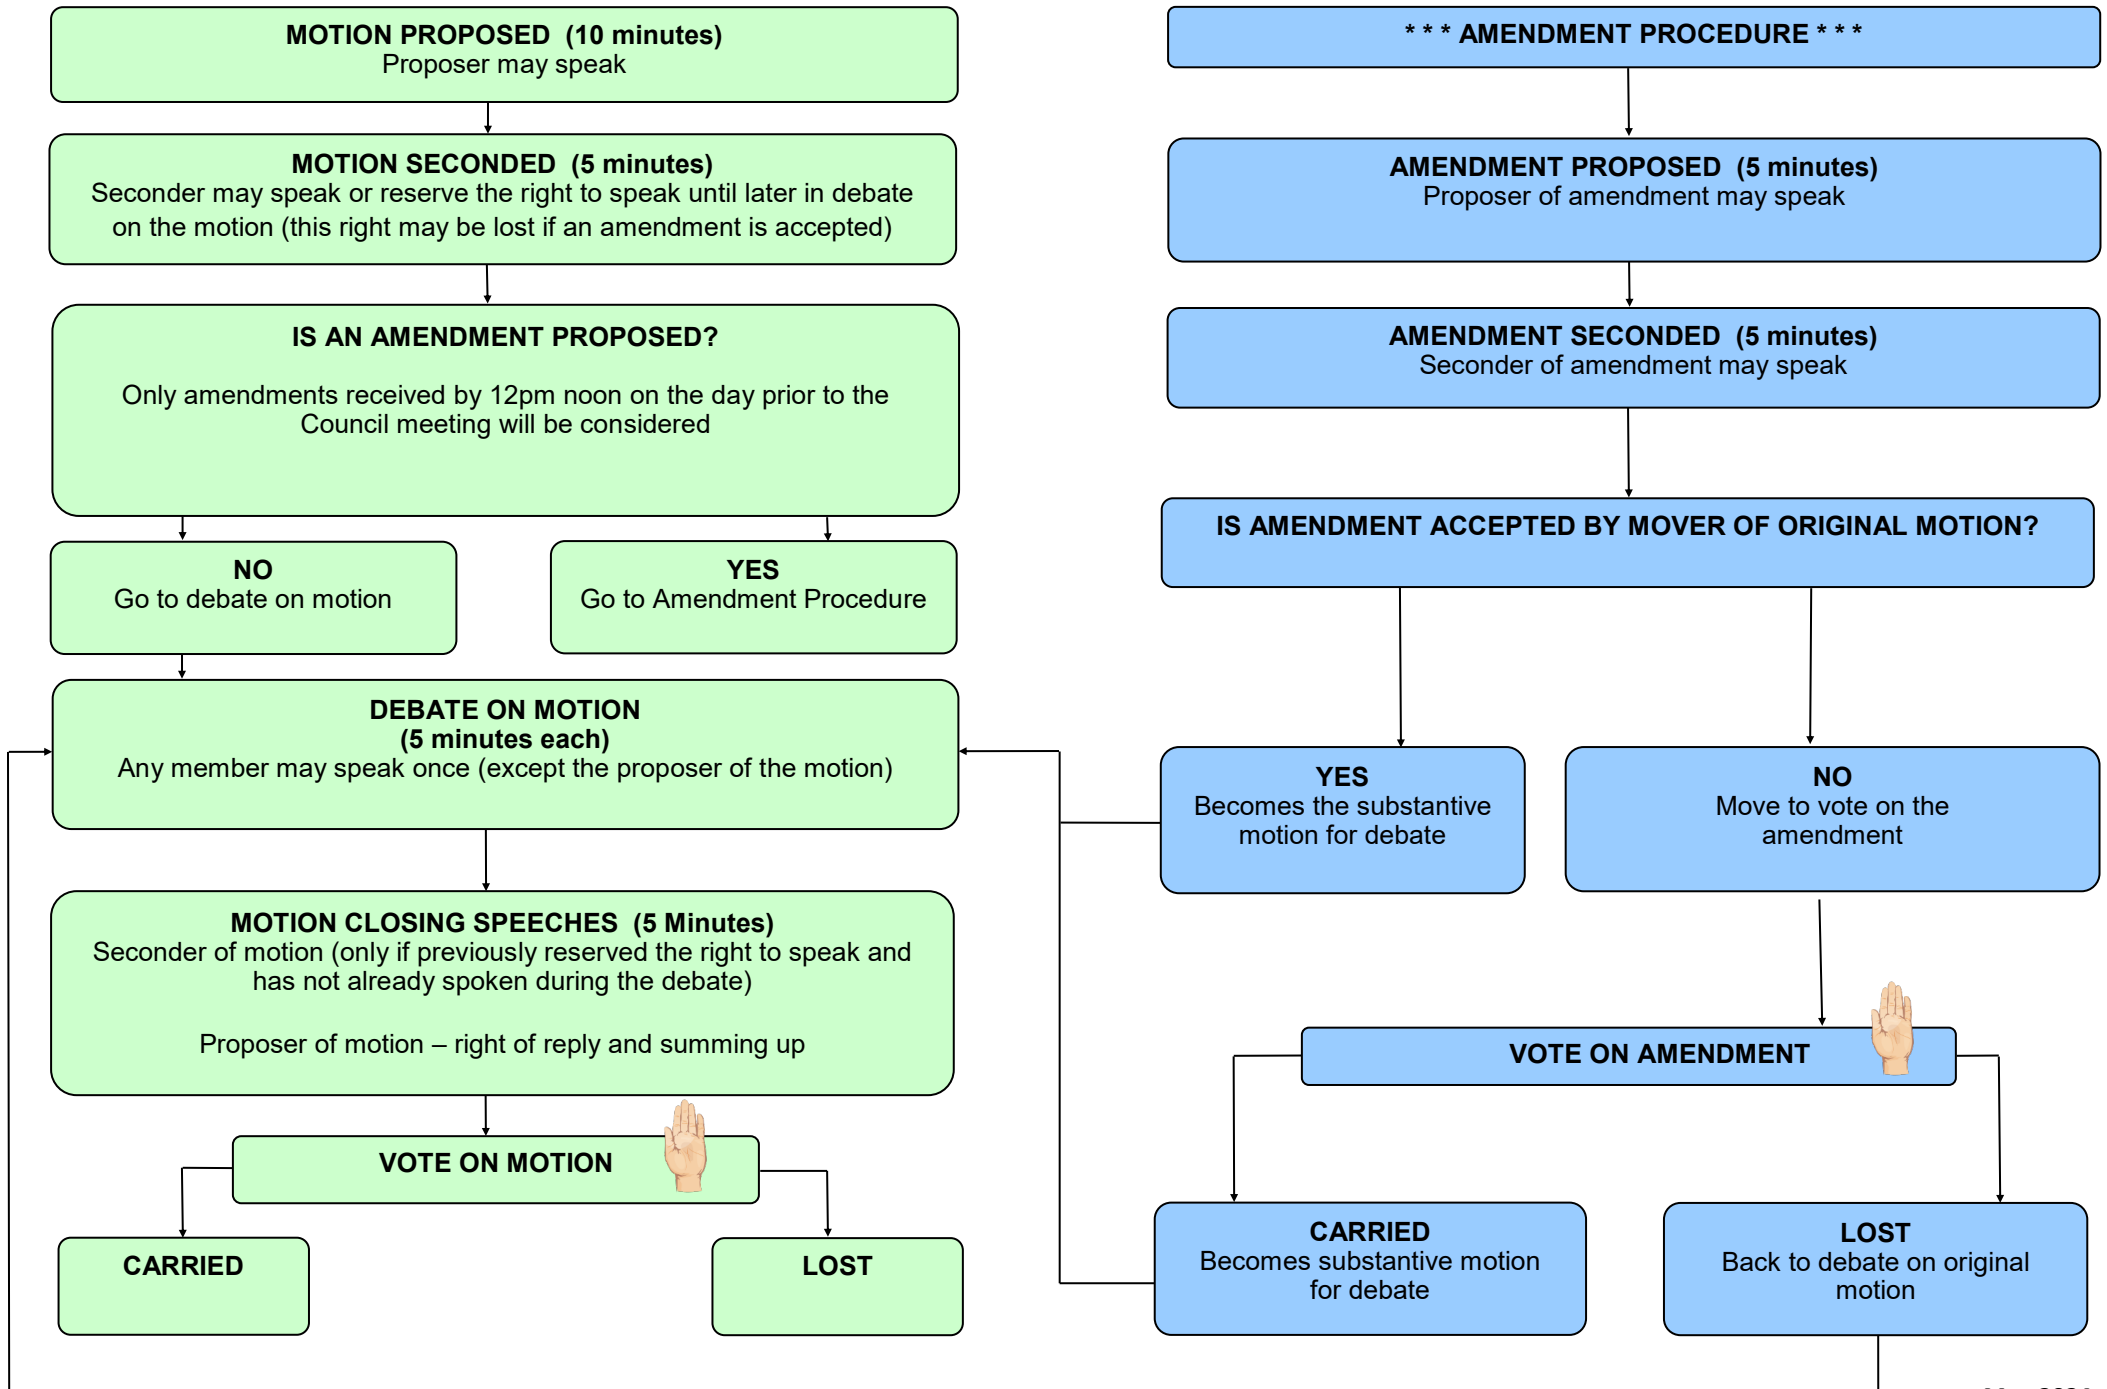 MOTION PROPOSED (10 minutes)
Proposer may speak
MOTION SECONDED (5 minutes)
Seconder may speak or reserve the right to speak until later in debate
on the motion (this right may be lost if an amendment is accepted)
IS AN AMENDMENT PROPOSED?
Only amendments received by 12pm noon on the day prior to the
Council meeting will be considered
NO
Go to debate on motion
YES
Go to Amendment Procedure
DEBATE ON MOTION
(5 minutes each)
Any member may speak once (except the proposer of the motion)
MOTION CLOSING SPEECHES (5 Minutes)
Seconder of motion (only if previously reserved the right to speak and
has not already spoken during the debate)
Proposer of motion – right of reply and summing up
VOTE ON MOTION
CARRIED
LOST
* * * AMENDMENT PROCEDURE * * *
AMENDMENT PROPOSED (5 minutes)
Proposer of amendment may speak
AMENDMENT SECONDED (5 minutes)
Seconder of amendment may speak
IS AMENDMENT ACCEPTED BY MOVER OF ORIGINAL MOTION?
YES
Becomes the substantive
motion for debate
NO
Move to vote on the
amendment
VOTE ON AMENDMENT
CARRIED
Becomes substantive motion
for debate
LOST
Back to debate on original
motion